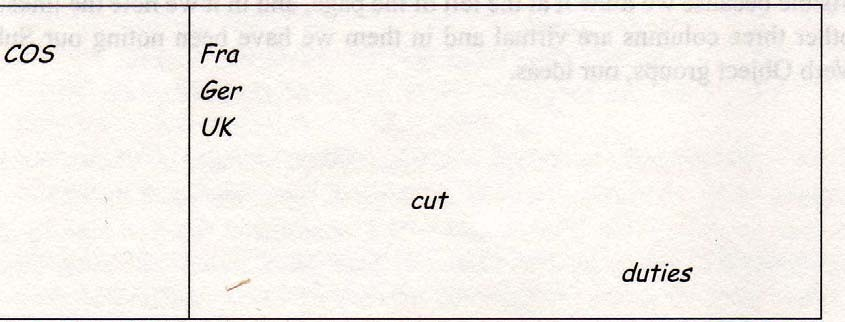 COS Fra
Ger
UK
cut
duties